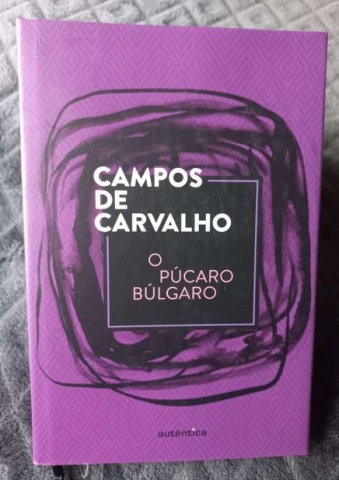 CAMPOS
DE
CARVALHO
O
PÚCARO
BÚLGARO
autêntica